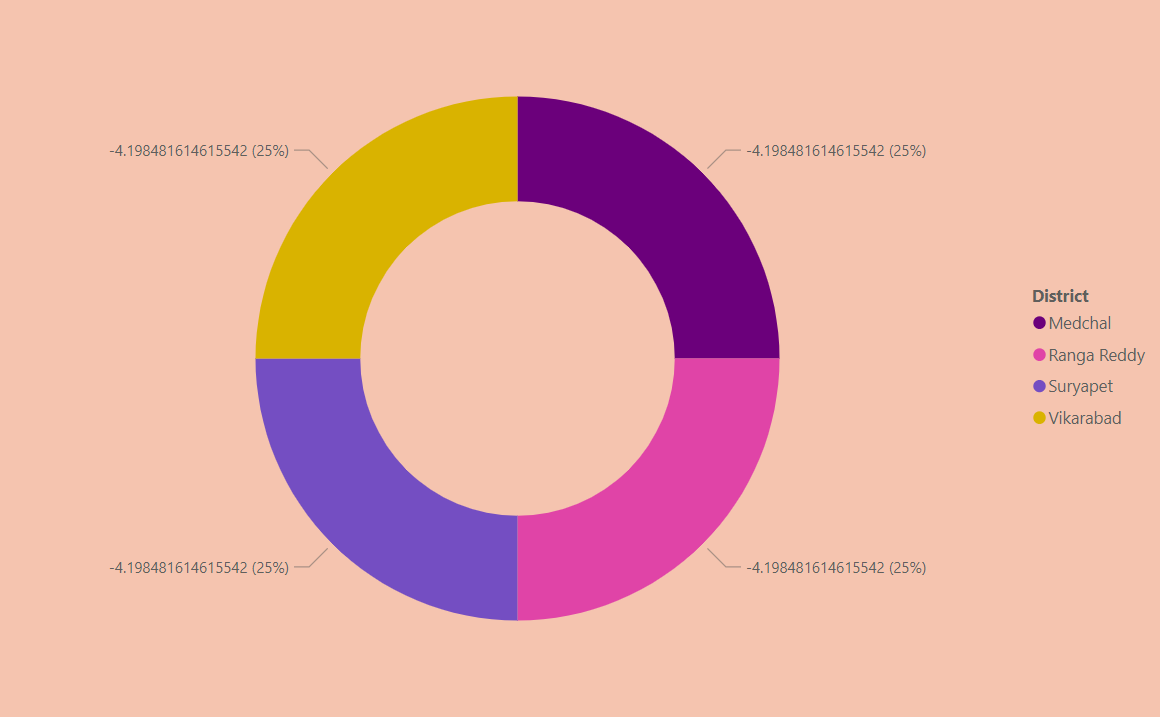 -4.198481614615542 (25%)
-4.198481614615542 (25%)
District
Medchal
Ranga Reddy
Suryapet
Vikarabad
-4.198481614615542 (25%)
-4.198481614615542 (25%)